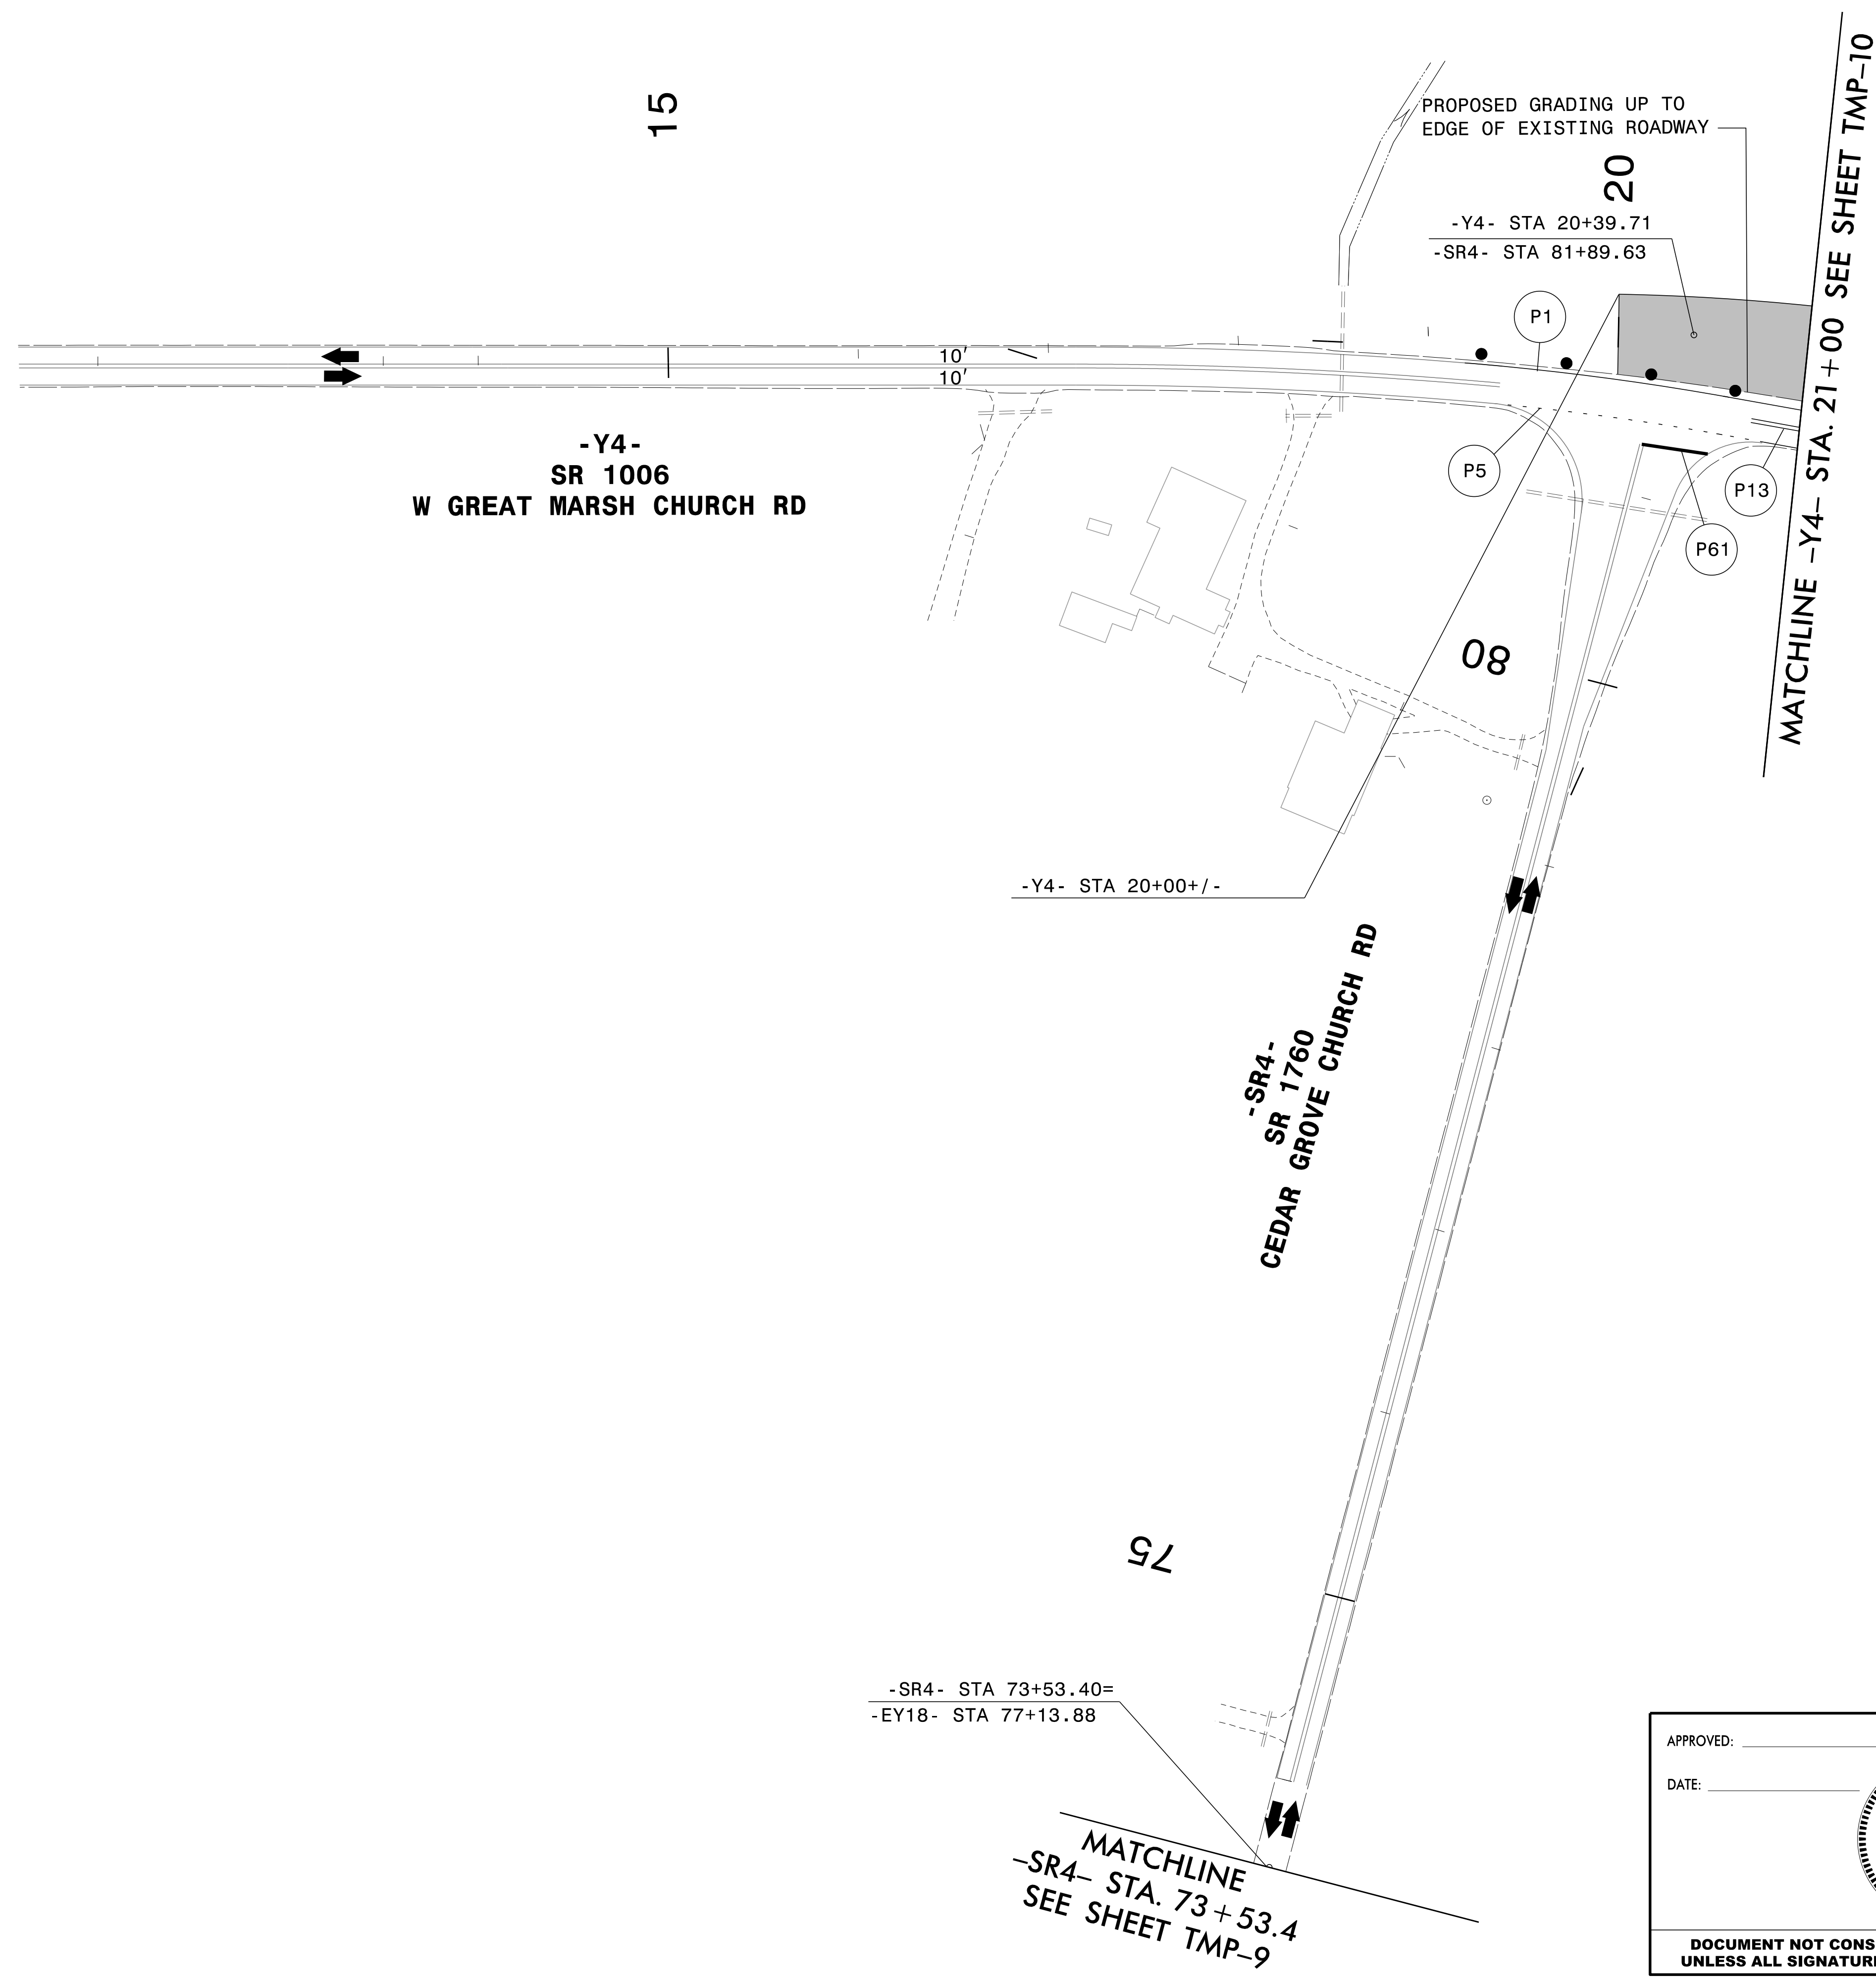 15
PROPOSED GRADING UP TO
EDGE OF EXISTING ROADWAY
20
-Y4- STA 20+39.71
-SR4- STA 81+89.63
MATCHLINE -Y4- STA. 21+00 SEE SHEET TMP-10
P1
10'
10'
-Y4-
SR 1006
W GREAT MARSH CHURCH RD
P5
P13
P61
80
-Y4- STA 20+00+/-
-SR4-
SR 1760
CEDAR GROVE CHURCH RD
75
-SR4- STA 73+53.40=
-EY18- STA 77+13.88
MATCHLINE
-SR4- STA. 73+53.4
SEE SHEET TMP-9
APPROVED:
DATE:
DOCUMENT NOT CONS
UNLESS ALL SIGNATUR